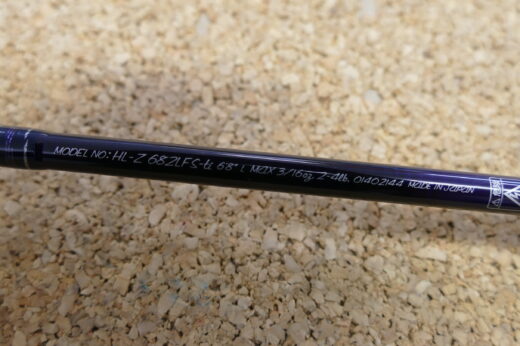 MODEL NO: HL-Z 682LFS-ti 6'8" L MAX 3/16oz 2-4lb. 01402144 MADE IN JAPAN